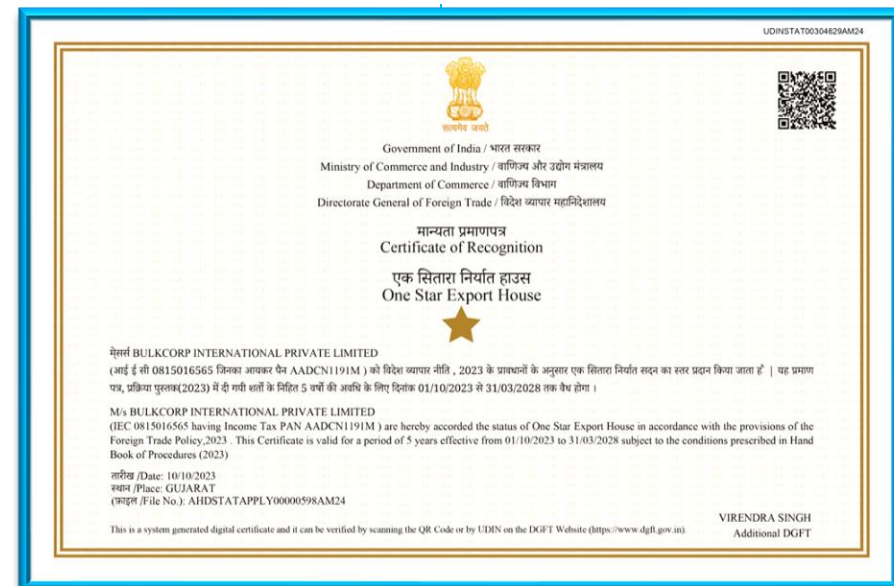 UDINSTAT00304629AM24
सत्यमेव जयते
Government of India / भारत सरकार
Ministry of Commerce and Industry / वाणिज्य और उद्योग मंत्रालय
Department of Commerce / वाणिज्य विभाग
Directorate General of Foreign Trade / विदेश व्यापार महानिदेशालय
मान्यता प्रमाणपत्र
Certificate of Recognition
एक सितारा निर्यात हाउस
One Star Export House
मेसर्स BULKCORP INTERNATIONAL PRIVATE LIMITED
(आई ई सी 0815016565 जिनका आयकर पैन AADCN1191M ) को विदेश व्यापार नीति , 2023 के प्रावधानों के अनुसार एक सितारा निर्यात सदन का स्तर प्रदान किया जाता है | यह प्रमाण
पत्र, प्रक्रिया पुस्तक(2023) में दी गयी शर्तो के निहित 5 वर्षो की अवधि के लिए दिनांक 01/10/2023 से 31/03/2028 तक वैध होगा ।
M/s BULKCORP INTERNATIONAL PRIVATE LIMITED
(IEC 0815016565 having Income Tax PAN AADCN1191M ) are hereby accorded the status of One Star Export House in accordance with the provisions of the
Foreign Trade Policy,2023 . This Certificate is valid for a period of 5 years effective from 01/10/2023 to 31/03/2028 subject to the conditions prescribed in Hand
Book of Procedures (2023)
तारीख /Date: 10/10/2023
स्थान /Place: GUJARAT
(फ़ाइल /File No.): AHDSTATAPPLY00000598AM24
This is a system generated digital certificate and it can be verified by scanning the QR Code or by UDIN on the DGFT Website (https://www.dgft.gov.in).
VIRENDRA SINGH
Additional DGFT